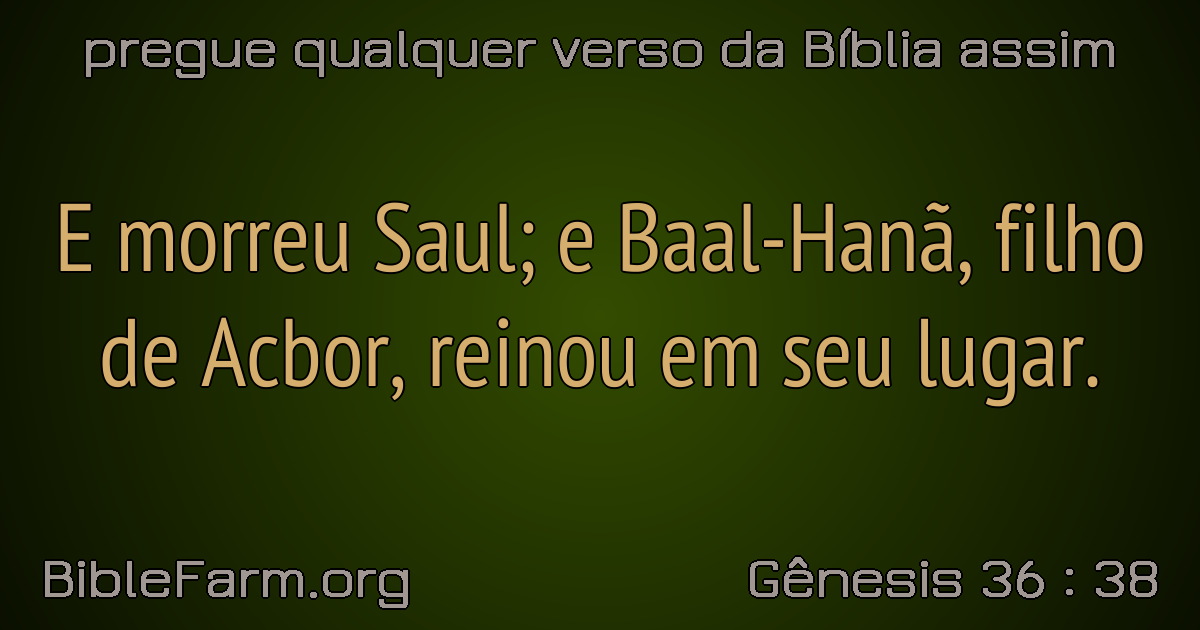 pregue qualquer verso da Bíblia assim
E morreu Saul; e Baal-Hanã, filho
de Acbor, reinou em seu lugar.
BibleFarm.org
Gênesis 36 : 38